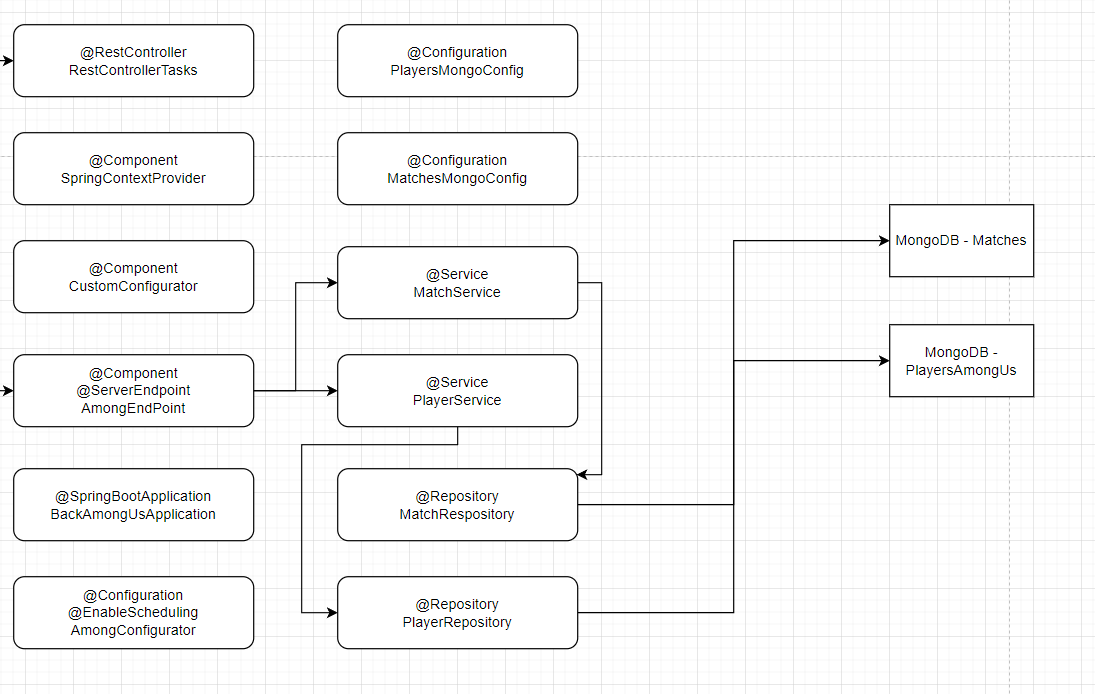 @RestController
RestControllerTasks
@Configuration
PlayersMongoConfig
@Component
SpringContextProvider
@Configuration
MatchesMongoConfig
@Component
CustomConfigurator
@Service
MatchService
MongoDB - Matches
@Component
@ServerEndpoint
AmongEndPoint
@Service
PlayerService
MongoDB -
PlayersAmongUs
@SpringBootApplication
BackAmongUsApplication
@Repository
MatchRespository
@Configuration
@EnableScheduling
AmongConfigurator
@Repository
PlayerRepository